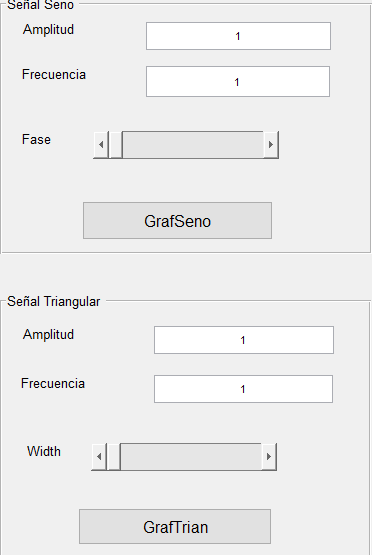 Señal Seno
Amplitud
1
Frecuencia
1
Fase
GrafSeno
Señal Triangular
Amplitud
1
Frecuencia
1
Width
GrafTrian